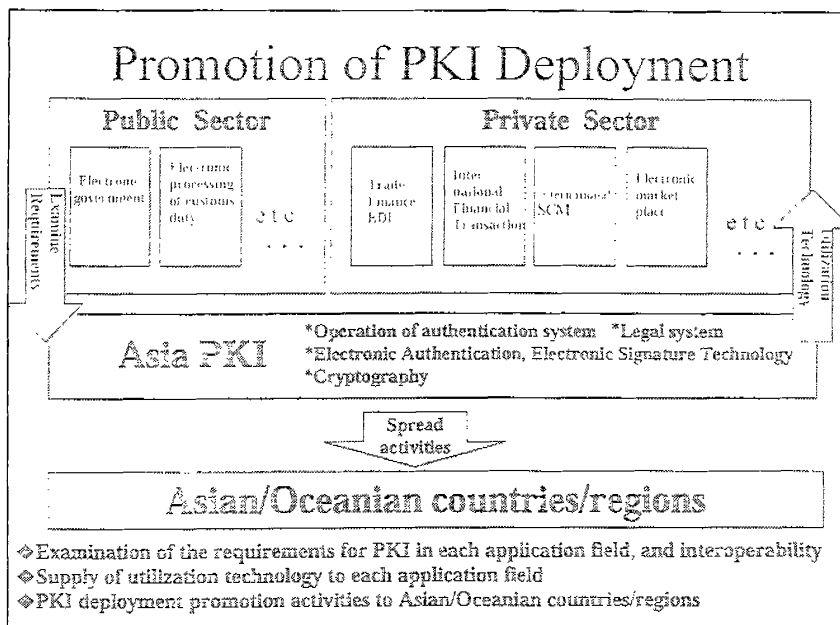 Promotion of PKI Deployment
Public Sector
Private Sector
Electronc
government
Electronic
processing
of customs
duty
etc
...
Trade
Finance
EDI
Inter
national
Financial
Transaction
SCM
Electronic
market
place
etc
...
Examine
Requirements
Utilization
Technology
Asia PKI
*Operation of authentication system *Legal system
*Electronic Authentication, Electronic Signature Technology
*Cryptography
Spread
activities
Asian/Oceanian countries/regions
❖Examination of the requirements for PKI in each application field, and interoperability
❖Supply of utilization technology to each application field
❖PKI deployment promotion activities to Asian/Oceanian countries/regions